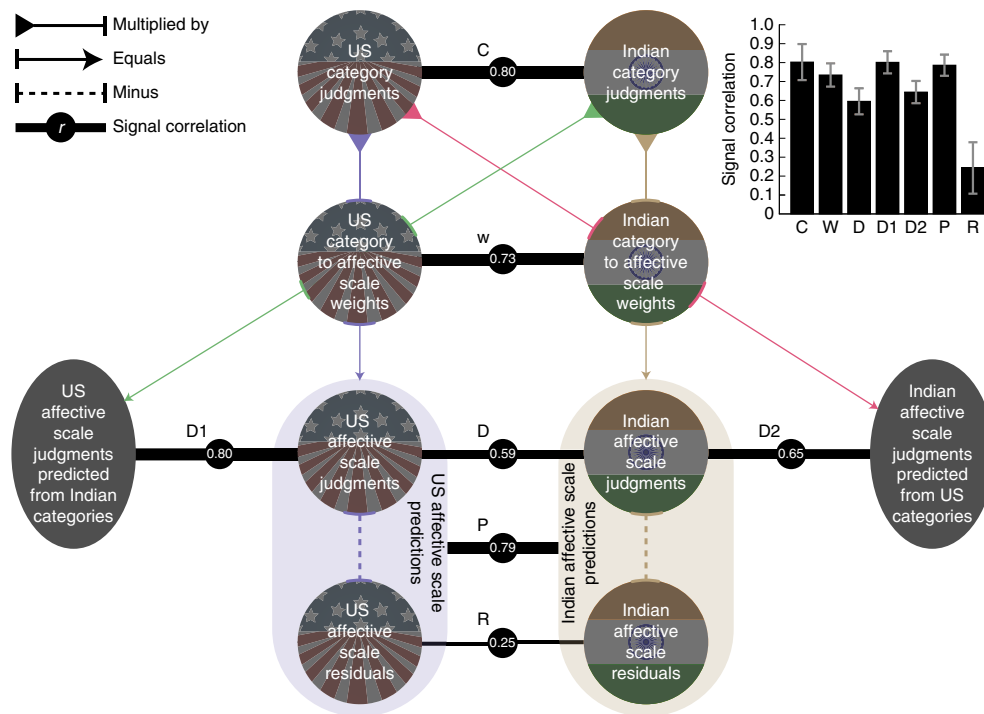 Multiplied by
Equals
Minus
r
Signal correlation
US
category
judgments
C
0.80
Indian
category
judgments
Signal correlation
1.0
0.9
0.8
0.7
0.6
0.5
0.4
0.3
0.2
0.1
0
C W D D1 D2 P R
US
category
to affective
scale
weights
w
0.73
Indian
category
to affective
scale
weights
US
affective
scale
judgments
predicted
from Indian
categories
D1
0.80
US
affective
scale
judgments
D
0.59
Indian
affective
scale
judgments
D2
0.65
Indian
affective
scale
judgments
predicted
from US
categories
US affective scale
predictions
P
0.79
Indian affective scale
predictions
US
affective
scale
residuals
R
0.25
Indian
affective
scale
residuals